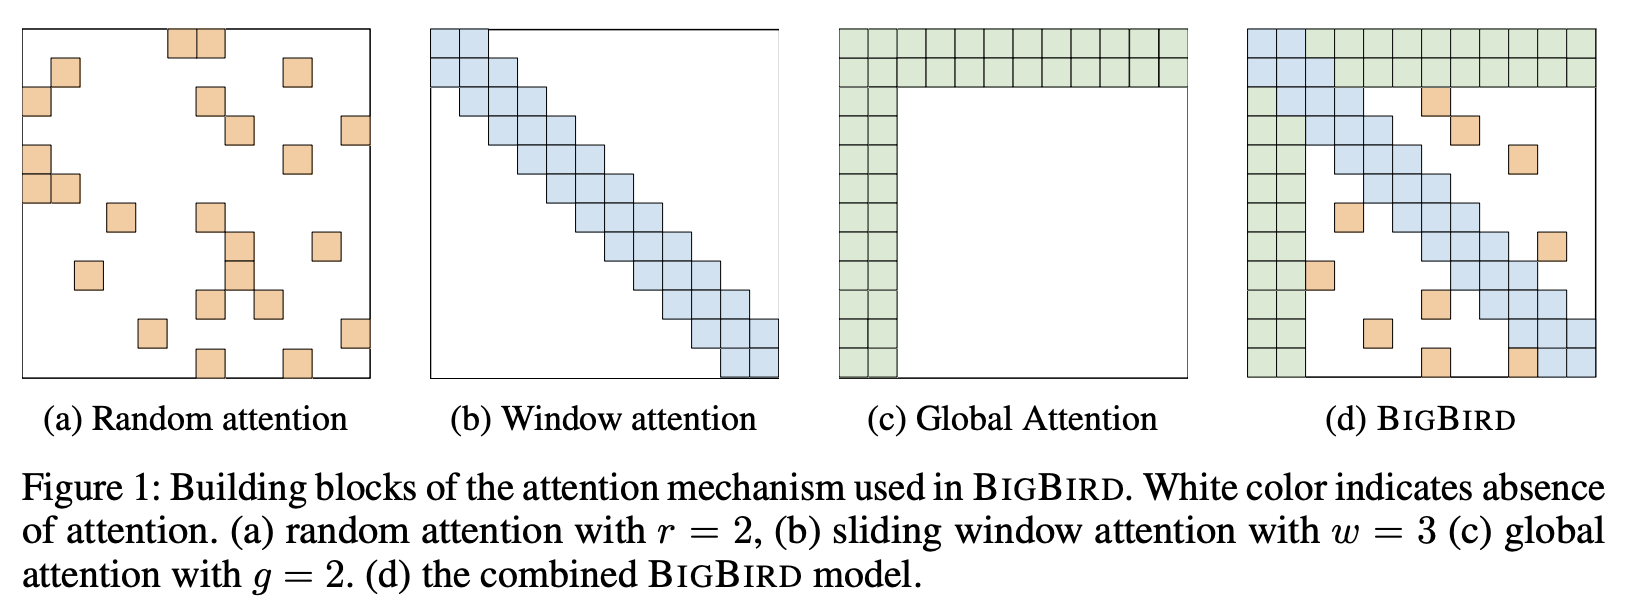 (a) Random attention
(b) Window attention
(c) Global Attention
(d) BIGBIRD
Figure 1: Building blocks of the attention mechanism used in BIGBIRD. White color indicates absence
of attention. (a) random attention with r = 2, (b) sliding window attention with w = 3 (c) global
attention with g = 2. (d) the combined BIGBIRD model.